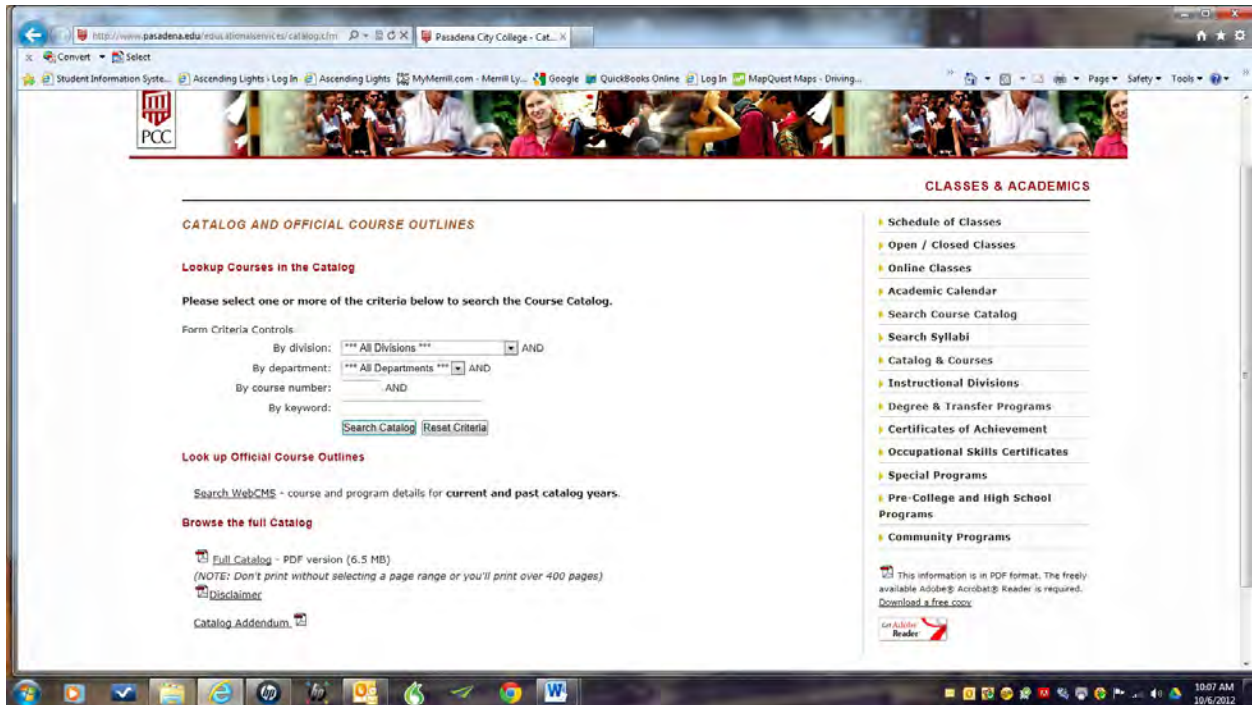 http://www.pasadena.edu/educationalservices/catalog.cfm
Pasadena City College - Cat...
x Convert Select
Student Information Syste... Ascending Lights › Log In Ascending Lights MyMerrill.com - Merrill Ly... Google QuickBooks Online Log In MapQuest Maps - Driving... Page Safety Tools
PCC
CLASSES & ACADEMICS
CATALOG AND OFFICIAL COURSE OUTLINES
Lookup Courses in the Catalog
Please select one or more of the criteria below to search the Course Catalog.
Form Criteria Controls
By division: *** All Divisions *** AND
By department: *** All Departments *** AND
By course number: AND
By keyword:
Search Catalog Reset Criteria
Look up Official Course Outlines
Search WebCMS - course and program details for current and past catalog years.
Browse the full Catalog
Full Catalog - PDF version (6.5 MB)
(NOTE: Don't print without selecting a page range or you'll print over 400 pages)
Disclaimer
Catalog Addendum
Schedule of Classes
Open / Closed Classes
Online Classes
Academic Calendar
Search Course Catalog
Search Syllabi
Catalog & Courses
Instructional Divisions
Degree & Transfer Programs
Certificates of Achievement
Occupational Skills Certificates
Special Programs
Pre-College and High School
Programs
Community Programs
This information is in PDF format. The freely
available Adobe® Acrobat® Reader is required.
Download a free copy
Get Adobe
Reader
hp
W
10:07 AM
10/6/2012